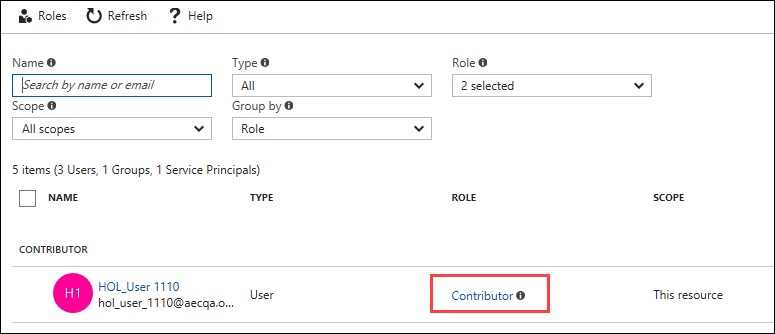 Roles Refresh Help
Name Type Role
Search by name or email All 2 selected
Scope Group by
All scopes Role
5 items (3 Users, 1 Groups, 1 Service Principals)
NAME TYPE ROLE SCOPE
CONTRIBUTOR
H1 HOL_User 1110 User Contributor This resource
hol_user_1110@aecqa.o...